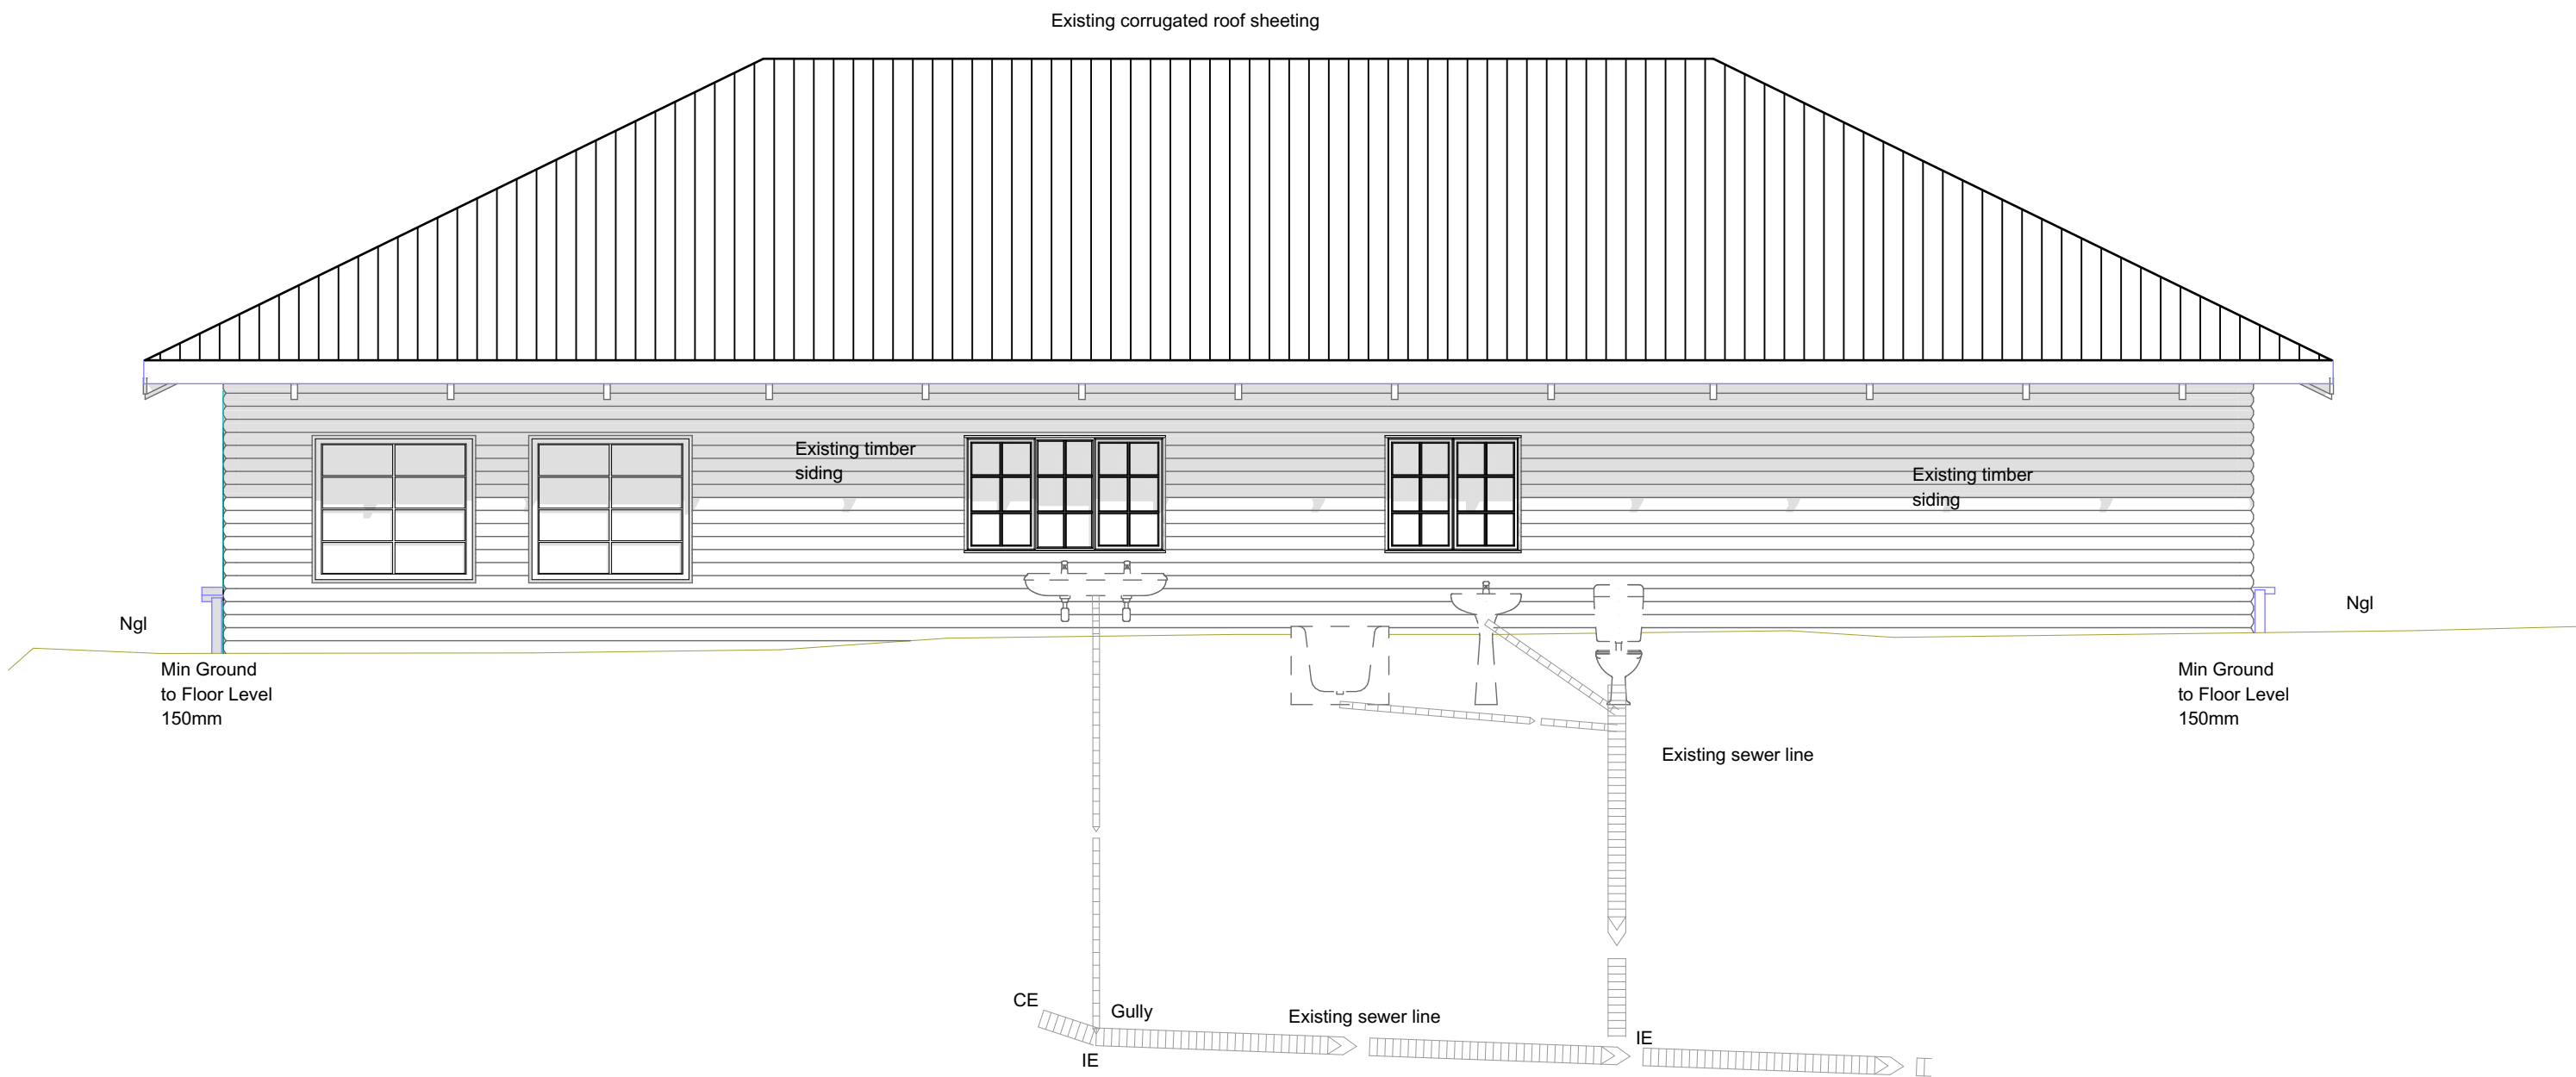 Existing corrugated roof sheeting
Existing timber
siding
Existing timber
siding
Ngl
Ngl
Min Ground
to Floor Level
150mm
Min Ground
to Floor Level
150mm
Existing sewer line
CE
Gully
Existing sewer line
IE
IE